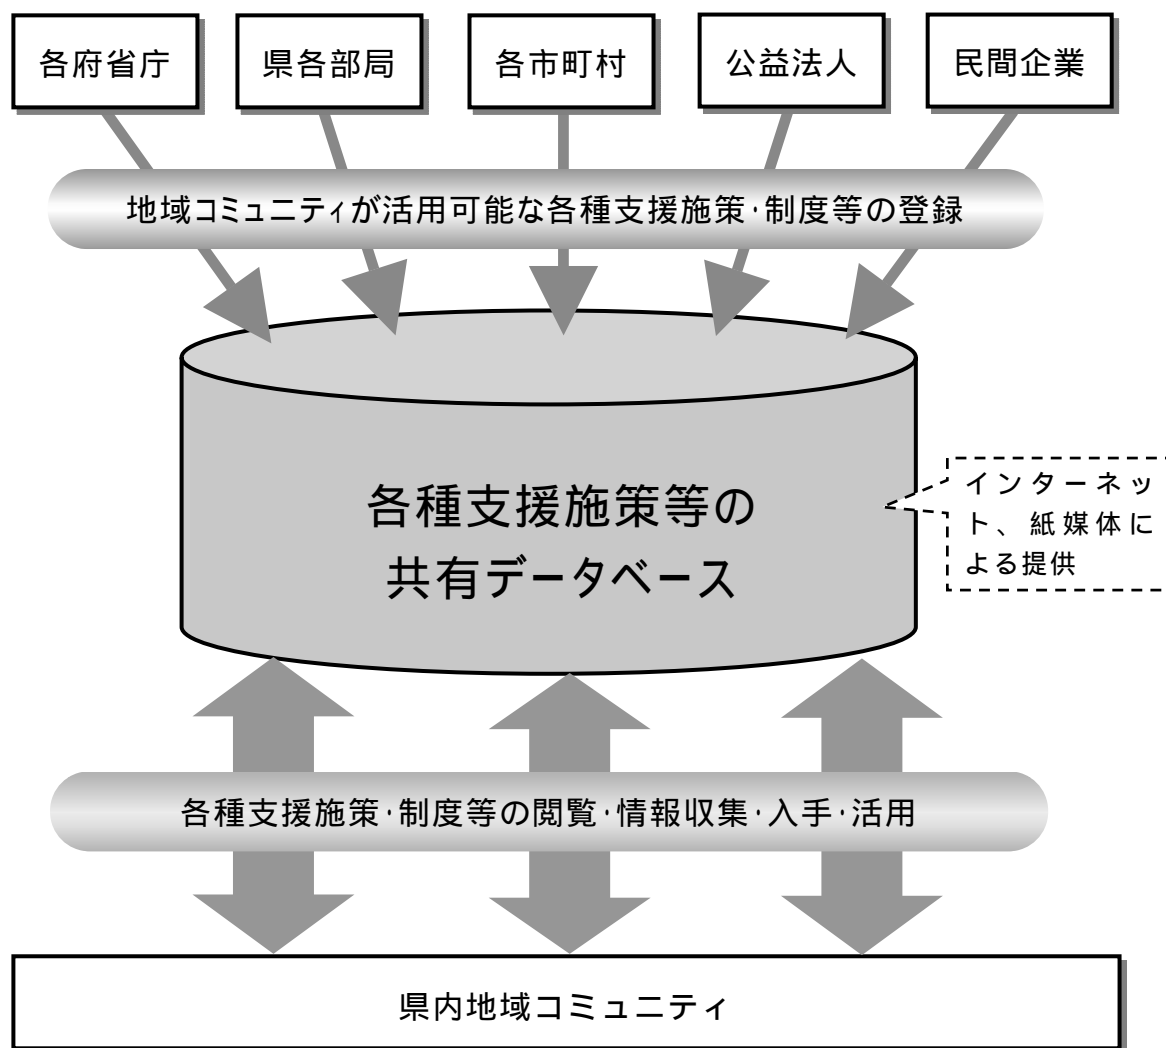 各府省庁
県各部局
各市町村
公益法人
民間企業
地域コミュニティが活用可能な各種支援施策・制度等の登録
各種支援施策等の
共有データベース
インターネッ
ト、紙媒体に
よる提供
各種支援施策・制度等の閲覧・情報収集・入手・活用
県内地域コミュニティ